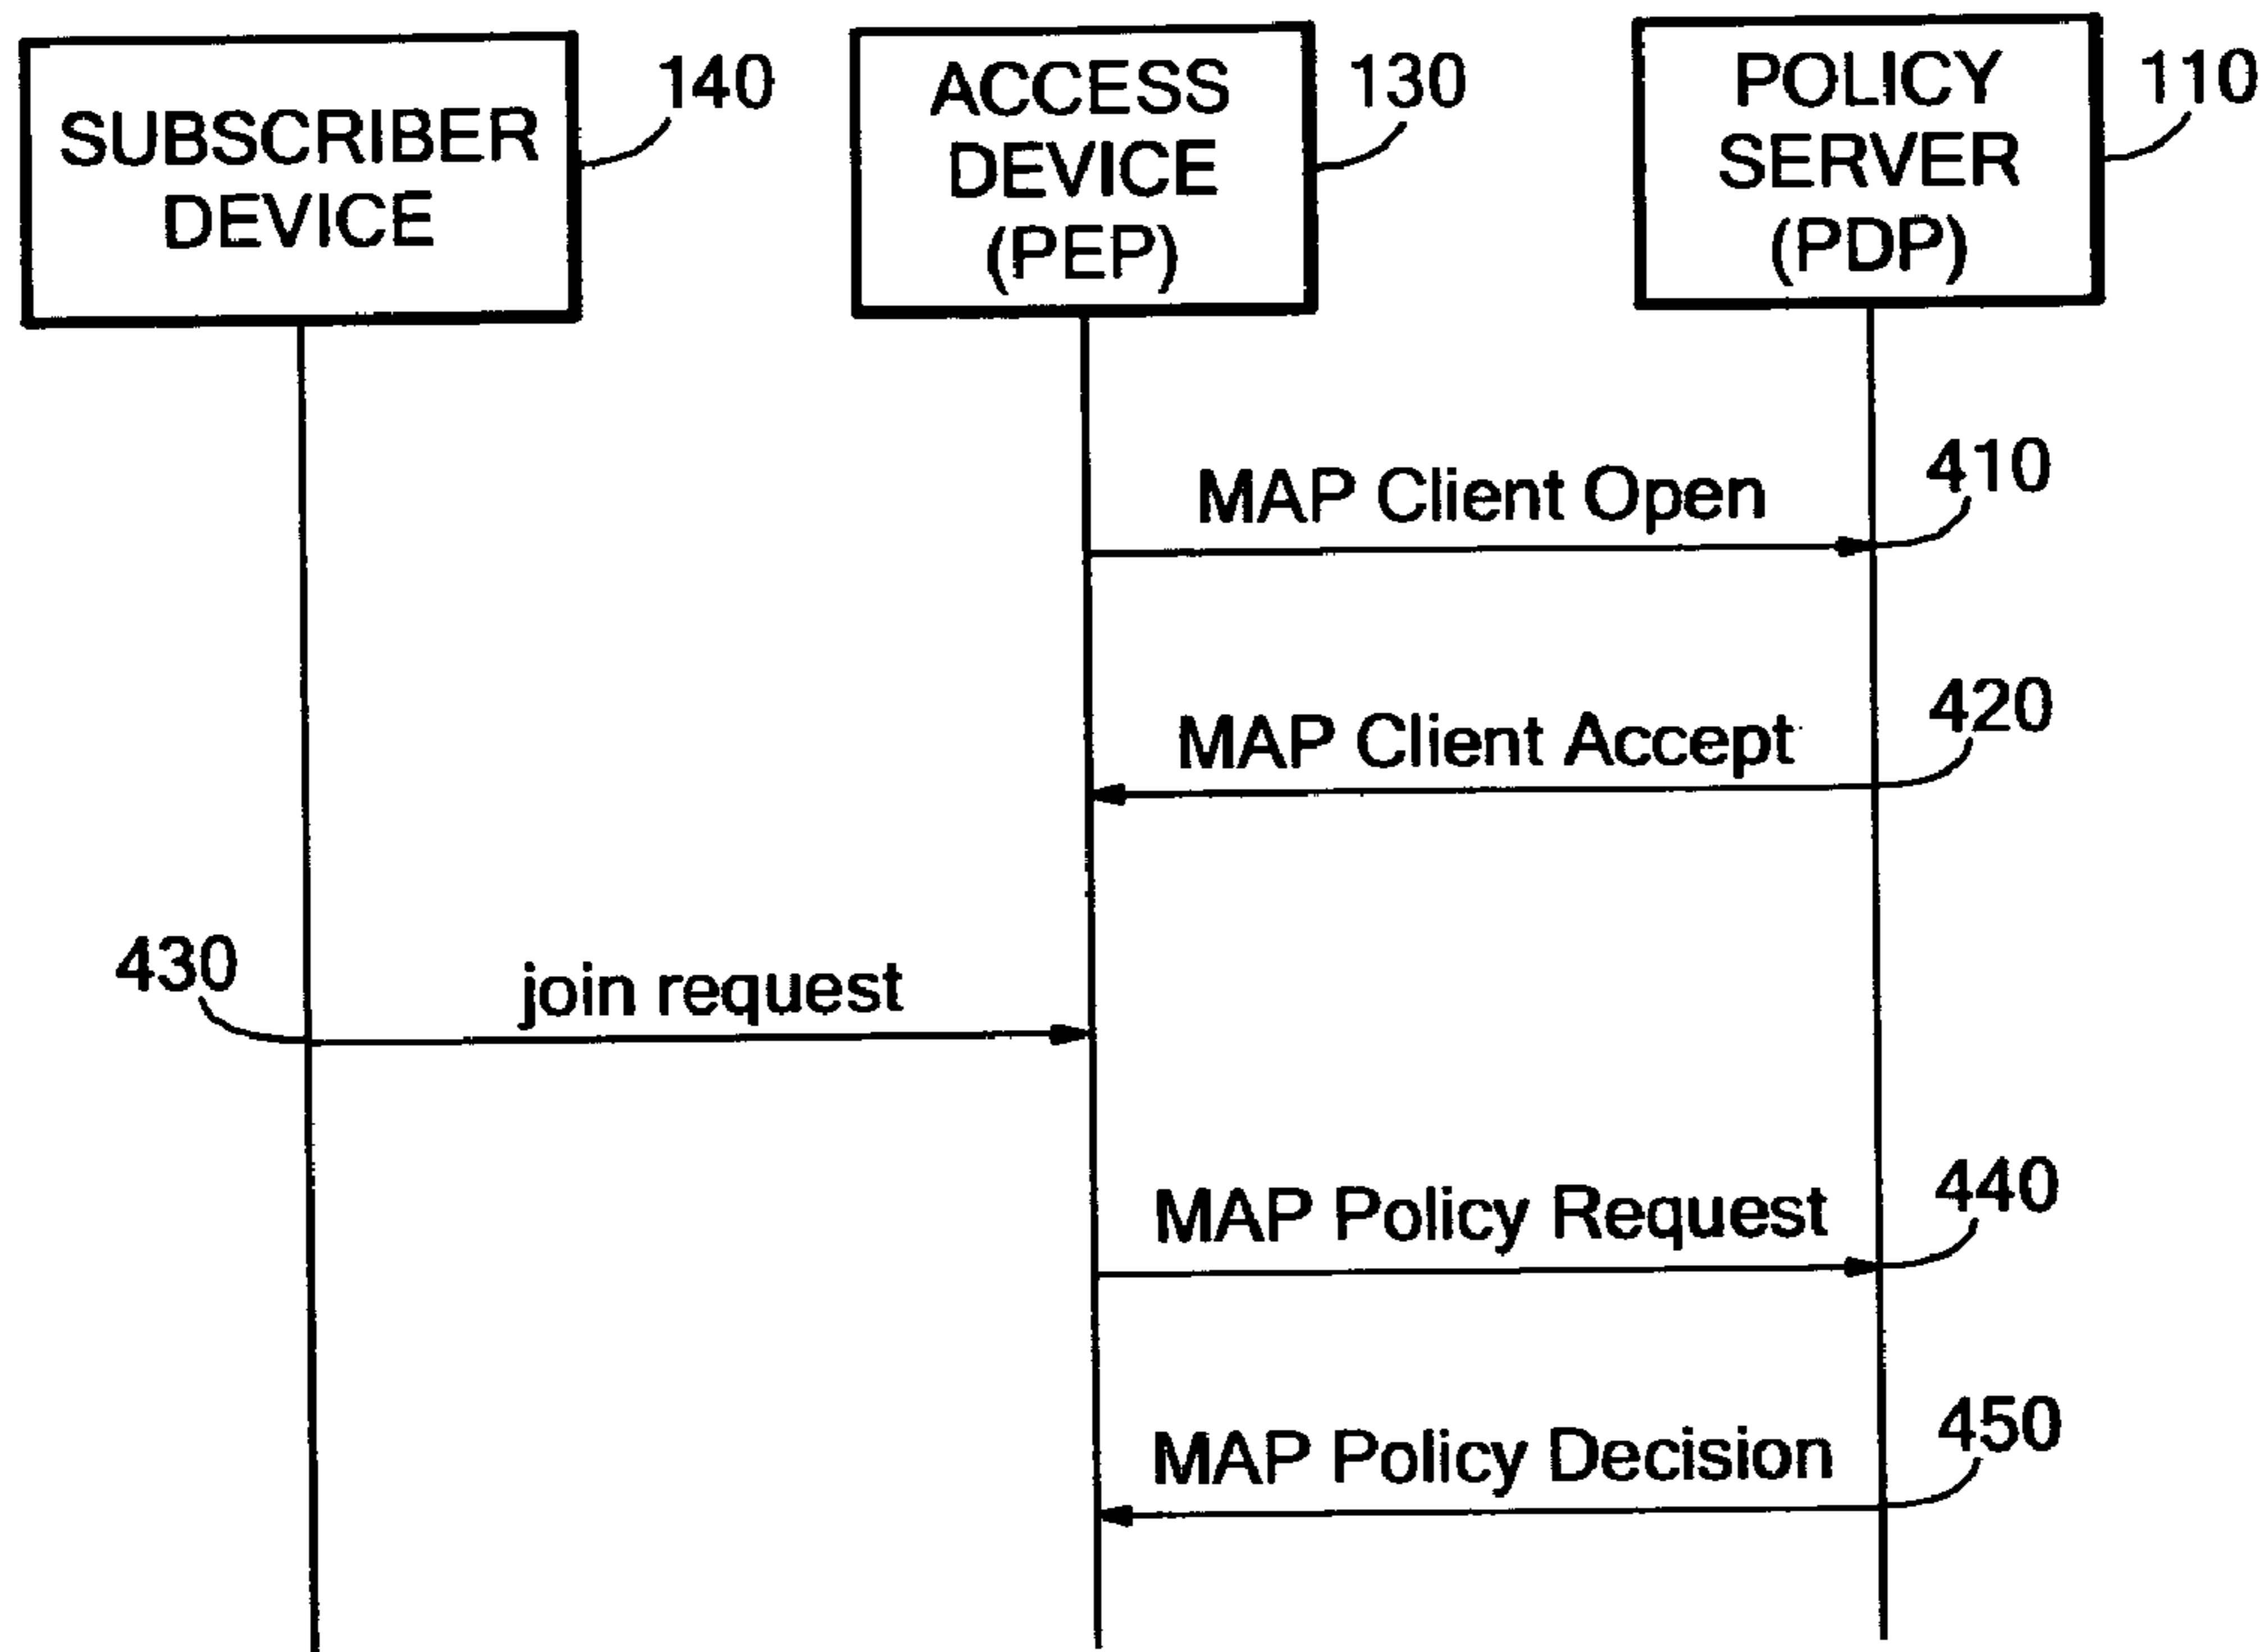 SUBSCRIBER
DEVICE
140
ACCESS
DEVICE
(PEP)
130
POLICY
SERVER
(PDP)
110
MAP Client Open
410
MAP Client Accept
420
430
join request
MAP Policy Request
440
MAP Policy Decision
450